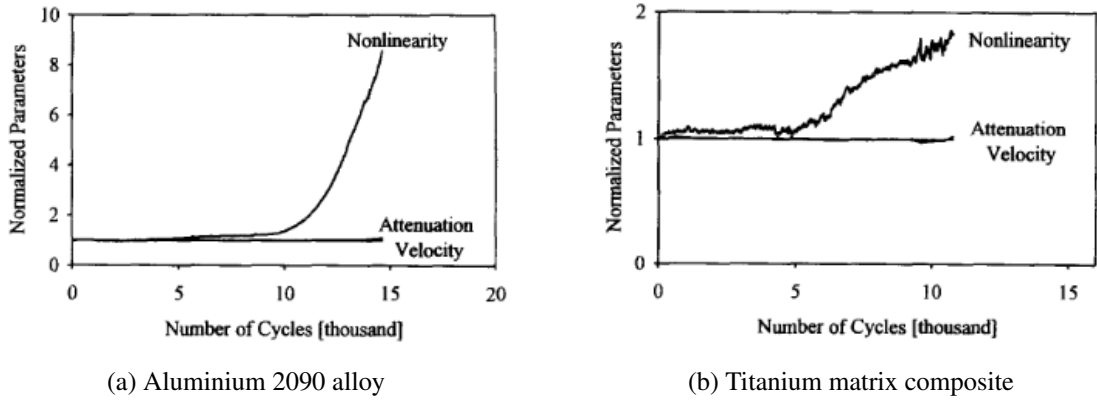 10
8
6
4
2
0
Normalized Parameters
Nonlinearity
Attenuation
Velocity
0 5 10 15 20
Number of Cycles [thousand]
(a) Aluminium 2090 alloy
2
1
0
Normalized Parameters
Nonlinearity
Attenuation
Velocity
0 5 10 15
Number of Cycles [thousand]
(b) Titanium matrix composite